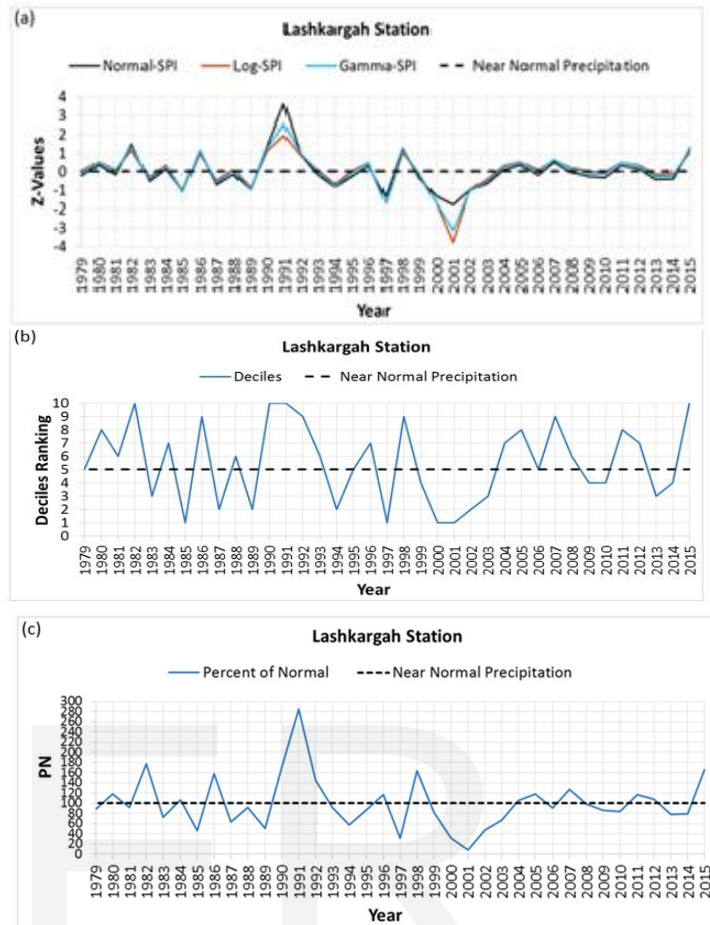 (a)
Lashkargah Station
Normal-SPI Log-SPI Gamma-SPI Near Normal Precipitation
Z-Values
4
3
2
1
0
-1
-2
-3
-4
1979 1980 1981 1982 1983 1984 1985 1986 1987 1988 1989 1990 1991 1992 1993 1994 1995 1996 1997 1998 1999 2000 2001 2002 2003 2004 2005 2006 2007 2008 2009 2010 2011 2012 2013 2014 2015
Year
(b)
Lashkargah Station
Deciles Near Normal Precipitation
Deciles Ranking
10
9
8
7
6
5
4
3
2
1
0
1979 1980 1981 1982 1983 1984 1985 1986 1987 1988 1989 1990 1991 1992 1993 1994 1995 1996 1997 1998 1999 2000 2001 2002 2003 2004 2005 2006 2007 2008 2009 2010 2011 2012 2013 2014 2015
Year
(c)
Lashkargah Station
Percent of Normal Near Normal Precipitation
PN
300
280
260
240
220
200
180
160
140
120
100
80
60
40
20
0
1979 1980 1981 1982 1983 1984 1985 1986 1987 1988 1989 1990 1991 1992 1993 1994 1995 1996 1997 1998 1999 2000 2001 2002 2003 2004 2005 2006 2007 2008 2009 2010 2011 2012 2013 2014 2015
Year